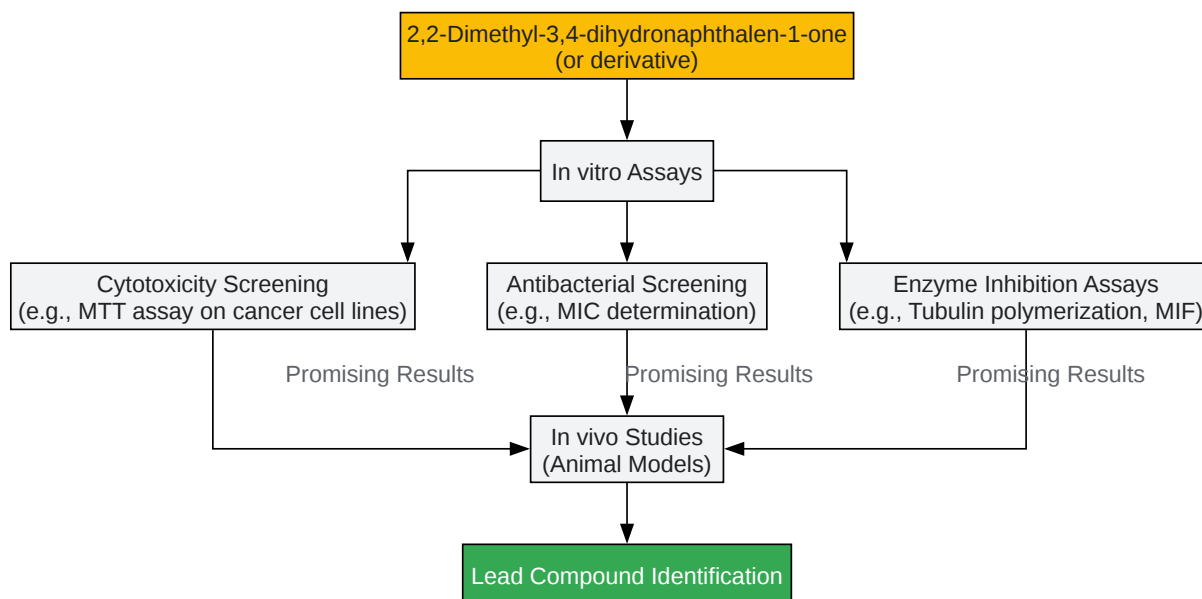 2,2-Dimethyl-3,4-dihydronaphthalen-1-one
(or derivative)
In vitro Assays
Cytotoxicity Screening
(e.g., MTT assay on cancer cell lines)
Antibacterial Screening
(e.g., MIC determination)
Enzyme Inhibition Assays
(e.g., Tubulin polymerization, MIF)
Promising Results
Promising Results
Promising Results
In vivo Studies
(Animal Models)
Lead Compound Identification